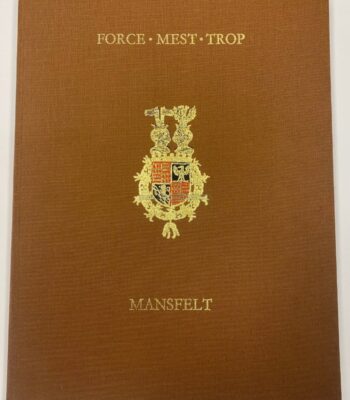 FORCE · MEST · TROP
MANSFELT